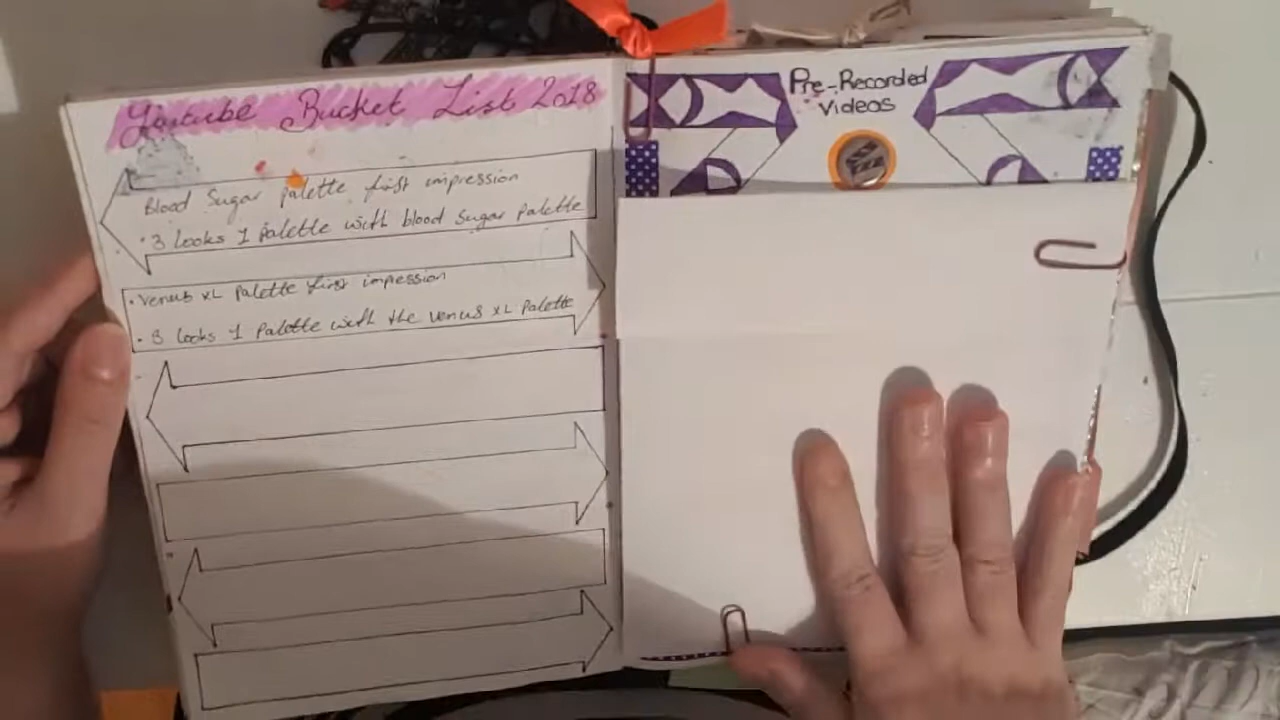 Youtube Bucket List 2018
Blood Sugar palette first impression
• 3 looks 1 palette with blood sugar palette
• Venus XL palette first impession
• 3 looks 1 palette with the venus XL palette
Pre-Recorded
Videos